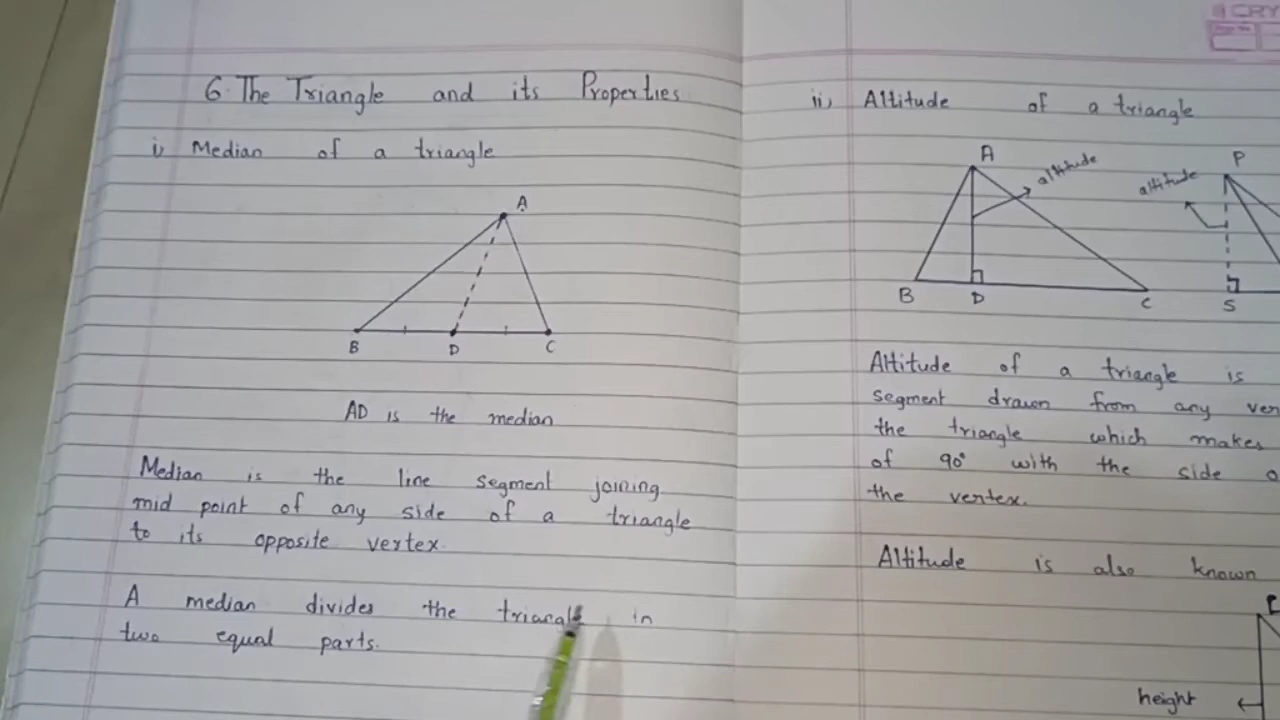 6. The Triangle and its Properties
i, Median of a triangle
A
B D C
AD is the median
Median is the line segment joining
mid point of any side of a triangle
to its opposite vertex.
A median divides the triangle in
two equal parts.
CRY
ii, Altitude of a triangle
A altitude
B D C
altitude P
S
Altitude of a triangle is
segment drawn from any ver
the triangle which makes
of 90° with the side o
the vertex.
Altitude is also known
height